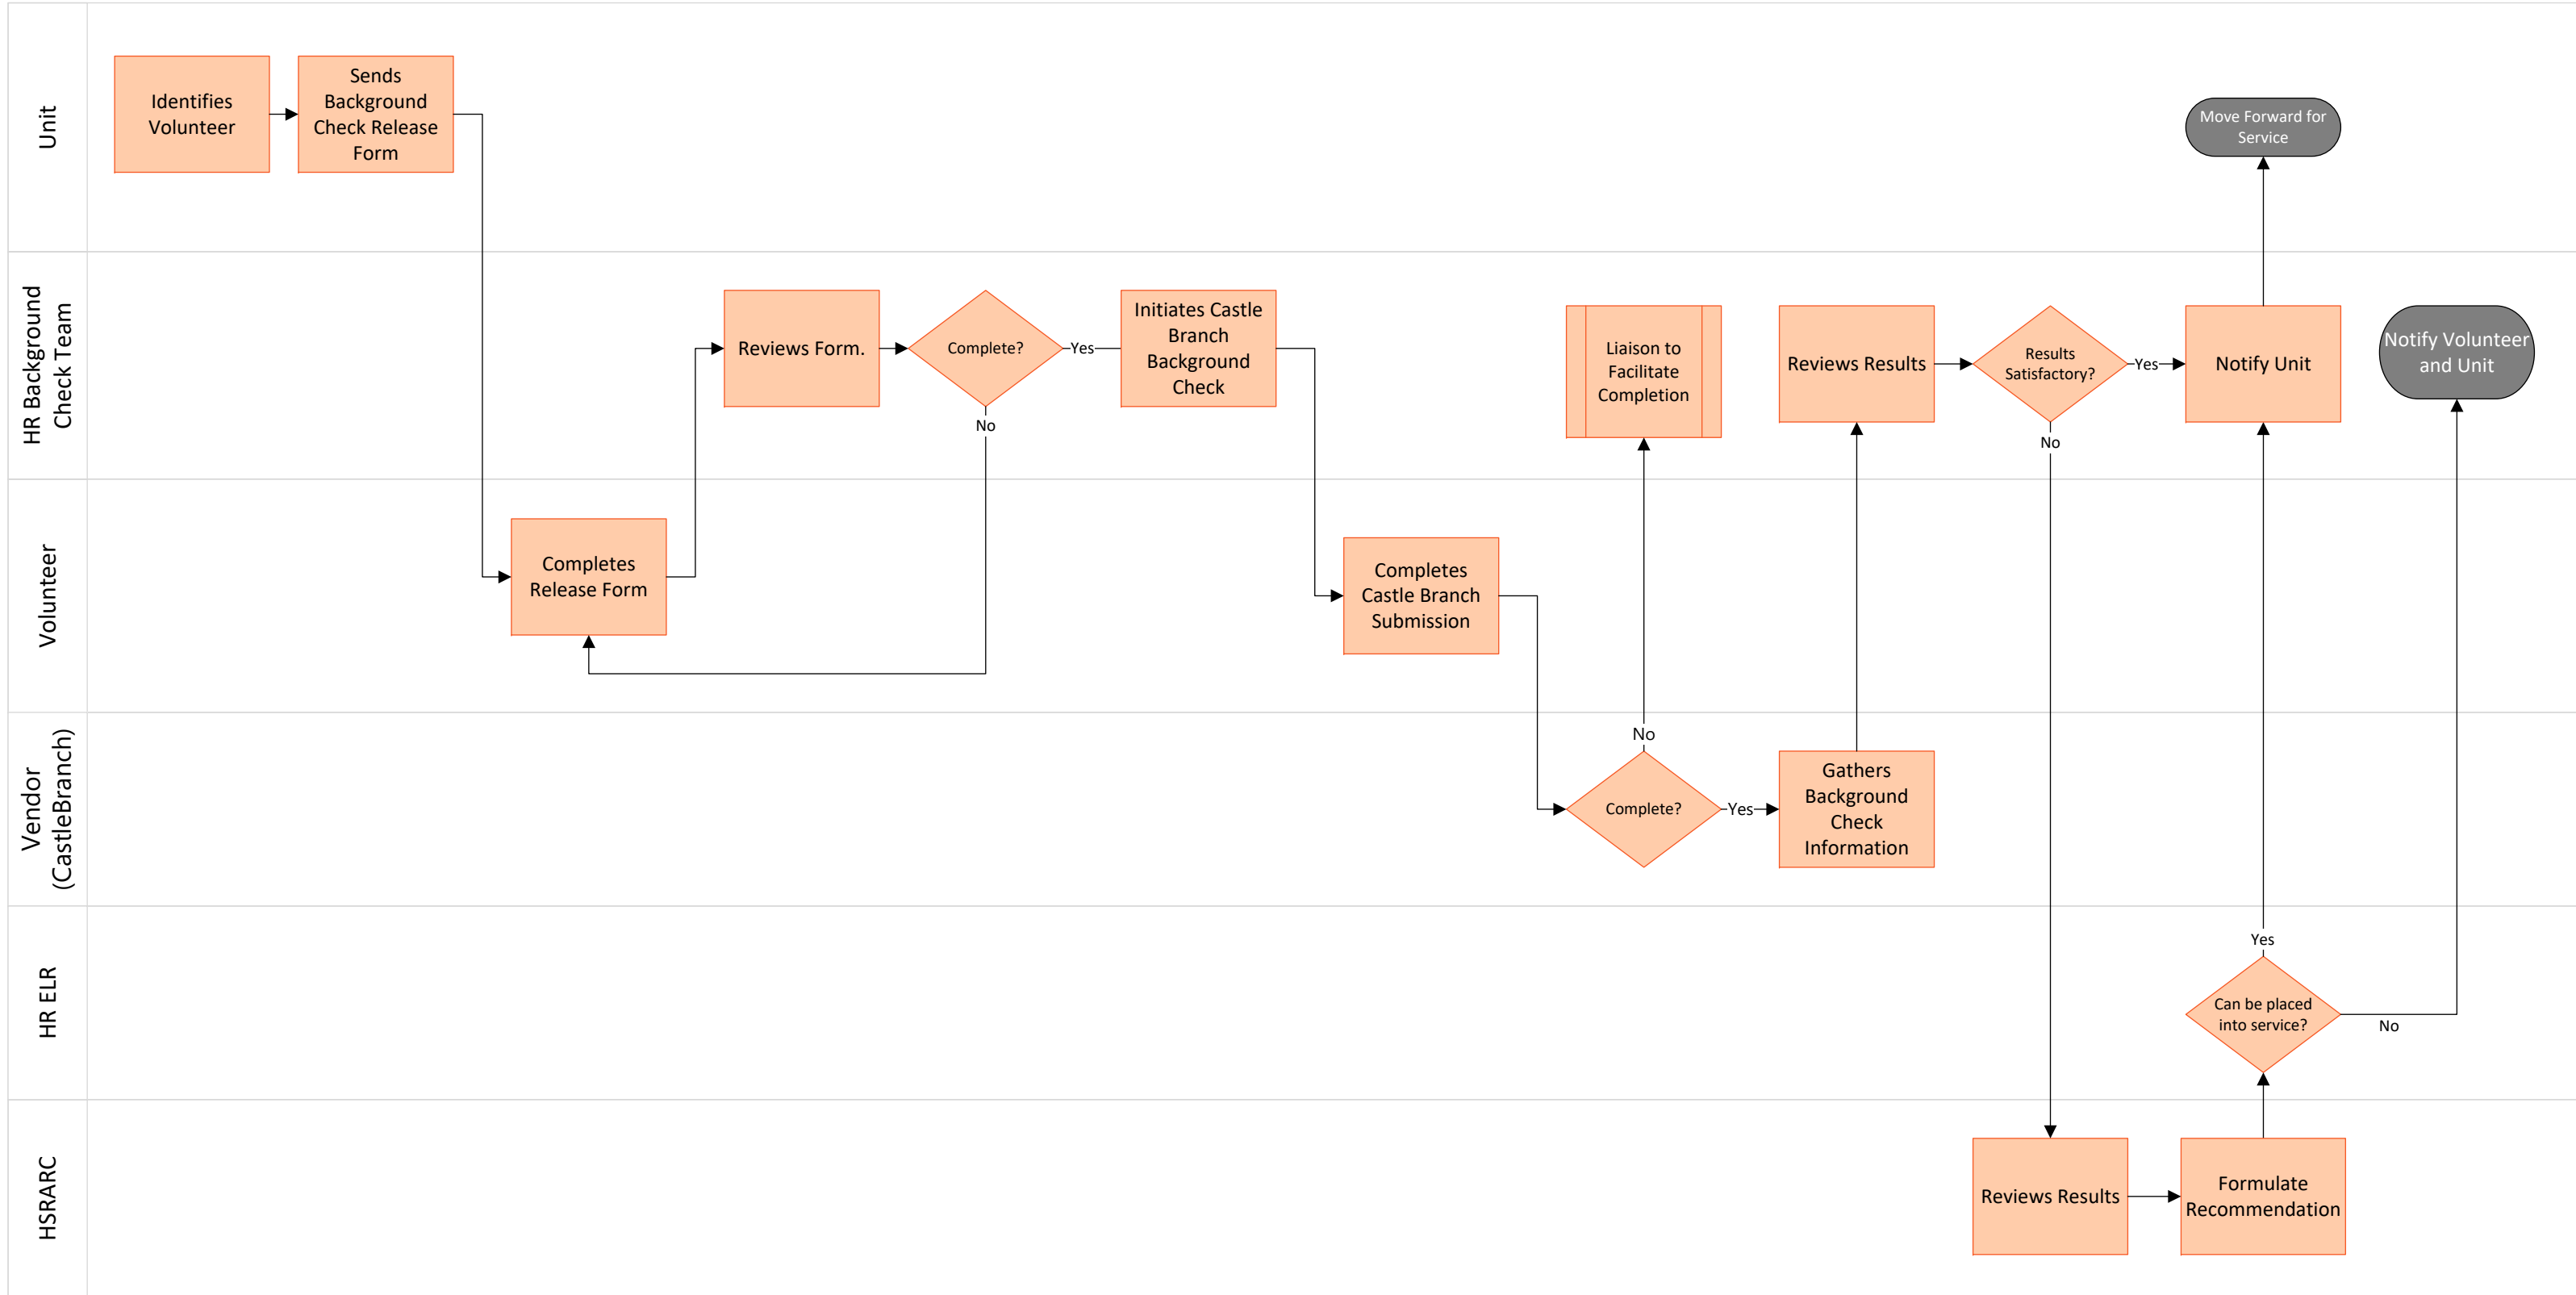 Unit
Identifies
Volunteer
Sends
Background
Check Release
Form
Move Forward for
Service
HR Background
Check Team
Reviews Form.
Complete?
Yes
No
Initiates Castle
Branch
Background
Check
Liaison to
Facilitate
Completion
Reviews Results
Results
Satisfactory?
Yes
No
Notify Unit
Notify Volunteer
and Unit
Volunteer
Completes
Release Form
Completes
Castle Branch
Submission
Vendor
(CastleBranch)
No
Complete?
Yes
Gathers
Background
Check
Information
HR ELR
Yes
Can be placed
into service?
No
HSRARC
Reviews Results
Formulate
Recommendation